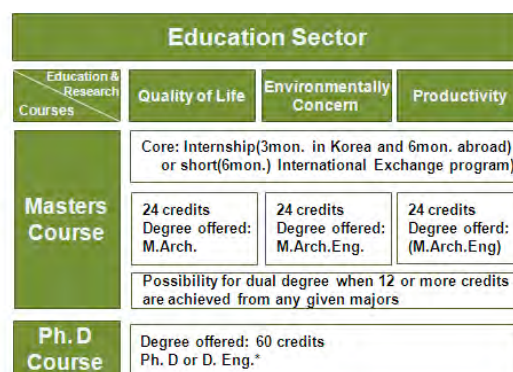 Education Sector
Education &
Research
Courses
Quality of Life
Environmentally
Concern
Productivity
Masters
Course
Core: Internship(3mon. in Korea and 6mon. abroad)
or short(6mon.) International Exchange program)
24 credits
Degree offered:
M.Arch.
24 credits
Degree offered:
M.Arch.Eng.
24 credits
Degree offerd:
(M.Arch.Eng)
Possibility for dual degree when 12 or more credits
are achieved from any given majors
Ph. D
Course
Degree offered: 60 credits
Ph. D or D. Eng.*